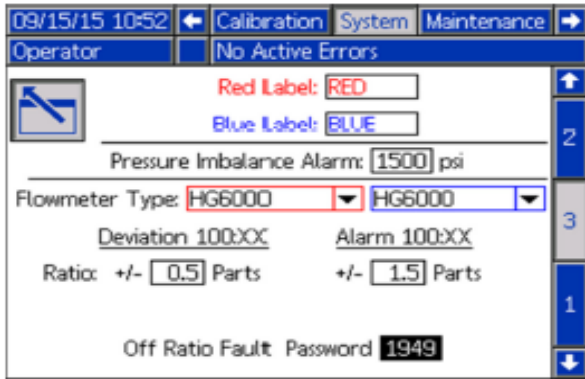 09/15/15 10:52 Calibration System Maintenance
Operator No Active Errors
Red Label: RED
Blue Label: BLUE
2
Pressure Imbalance Alarm: 1500 psi
Flowmeter Type: HG6000 HG6000
3
Deviation 100:XX Alarm 100:XX
Ratio: +/- 0.5 Parts +/- 1.5 Parts
1
Off Ratio Fault Password 1949